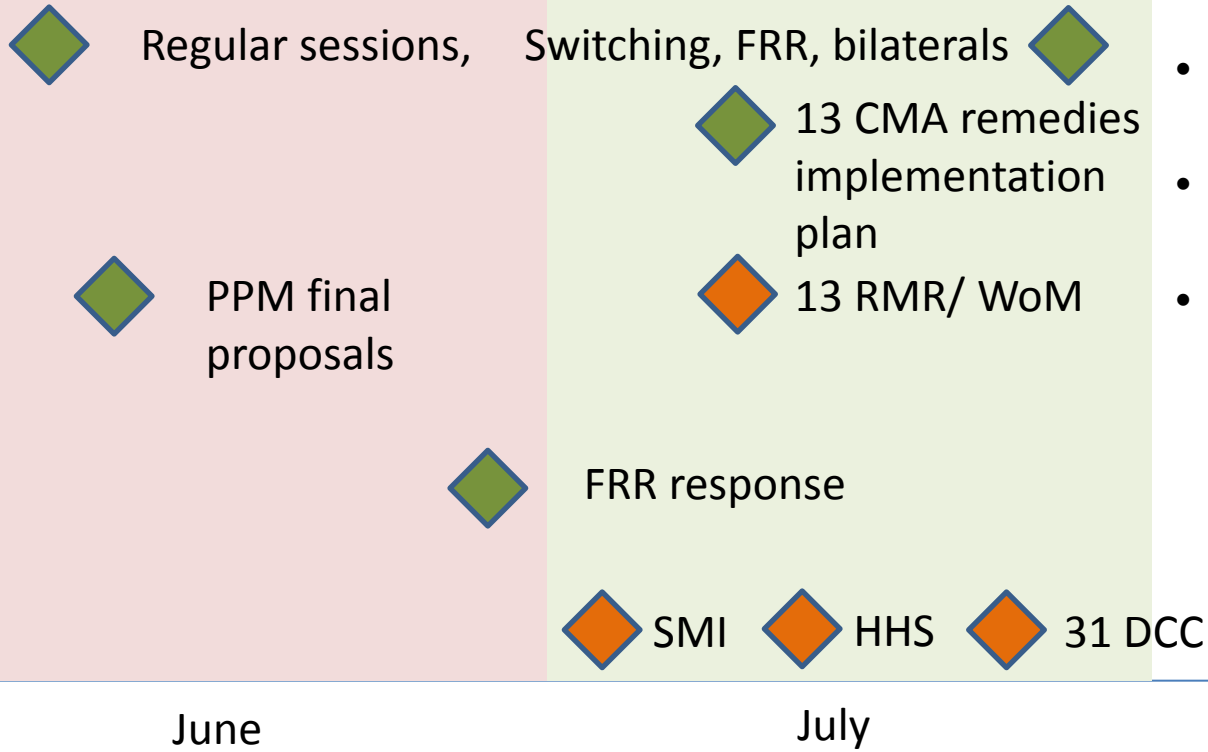 Regular sessions, Switching, FRR, bilaterals
13 CMA remedies
implementation
plan
PPM final
proposals
13 RMR/ WoM
FRR response
SMI
HHS
31 DCC
June
July